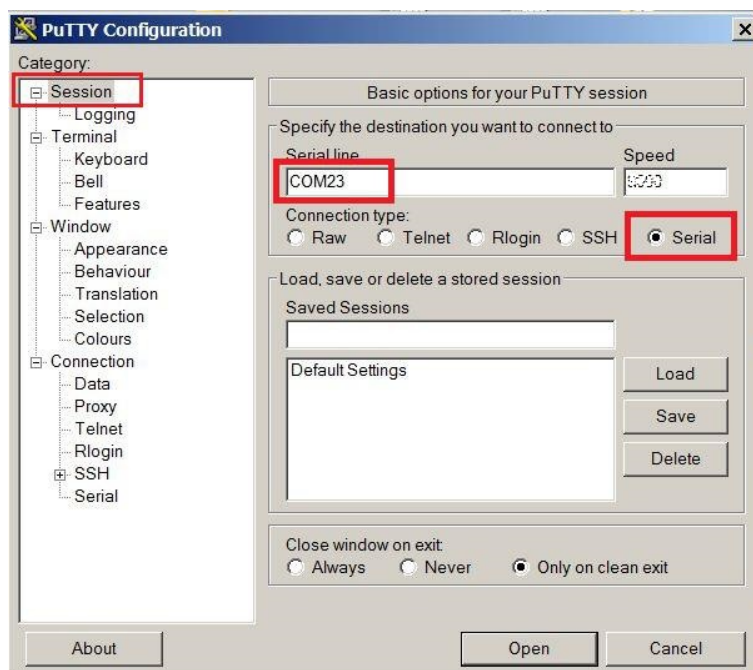 PuTTY Configuration
Category:
Session
Logging
Terminal
Keyboard
Bell
Features
Window
Appearance
Behaviour
Translation
Selection
Colours
Connection
Data
Proxy
Telnet
Rlogin
SSH
Serial
Basic options for your PuTTY session
Specify the destination you want to connect to
Serial line Speed
COM23
Connection type:
Raw Telnet Rlogin SSH Serial
Load, save or delete a stored session
Saved Sessions
Default Settings
Load
Save
Delete
Close window on exit:
Always Never Only on clean exit
About Open Cancel